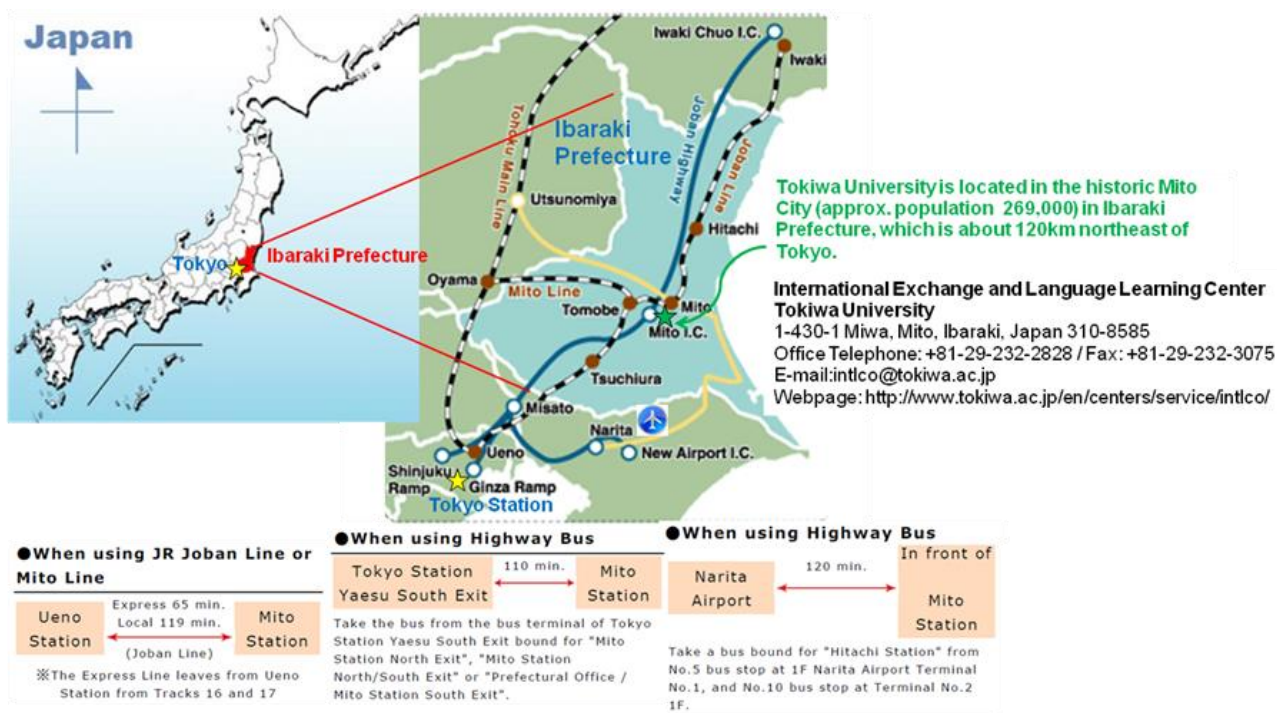 Japan
Tokyo
Ibaraki Prefecture
Iwaki Chuo I.C.
Iwaki
Ibaraki
Prefecture
Tohoku Main Line
Joban Highway
Joban Line
Utsunomiya
Hitachi
Oyama
Mito Line
Tomobe
Mito
Mito I.C.
Tsuchiura
Misato
Narita
Ueno
New Airport I.C.
Shinjuku
Ramp
Ginza Ramp
Tokyo Station
Tokiwa University is located in the historic Mito
City (approx. population 269,000) in Ibaraki
Prefecture, which is about 120km northeast of
Tokyo.
International Exchange and Language Learning Center
Tokiwa University
1-430-1 Miwa, Mito, Ibaraki, Japan 310-8585
Office Telephone: +81-29-232-2828 / Fax: +81-29-232-3075
E-mail:intlco@tokiwa.ac.jp
Webpage: http://www.tokiwa.ac.jp/en/centers/service/intlco/
●When using JR Joban Line or
Mito Line
Ueno
Station
Express 65 min.
Local 119 min.
(Joban Line)
Mito
Station
※The Express Line leaves from Ueno
Station from Tracks 16 and 17
●When using Highway Bus
Tokyo Station
Yaesu South Exit
110 min.
Mito
Station
Take the bus from the bus terminal of Tokyo
Station Yaesu South Exit bound for "Mito
Station North Exit", "Mito Station
North/South Exit" or "Prefectural Office /
Mito Station South Exit".
●When using Highway Bus
Narita
Airport
120 min.
In front of
Mito
Station
Take a bus bound for "Hitachi Station" from
No.5 bus stop at 1F Narita Airport Terminal
No.1, and No.10 bus stop at Terminal No.2
1F.